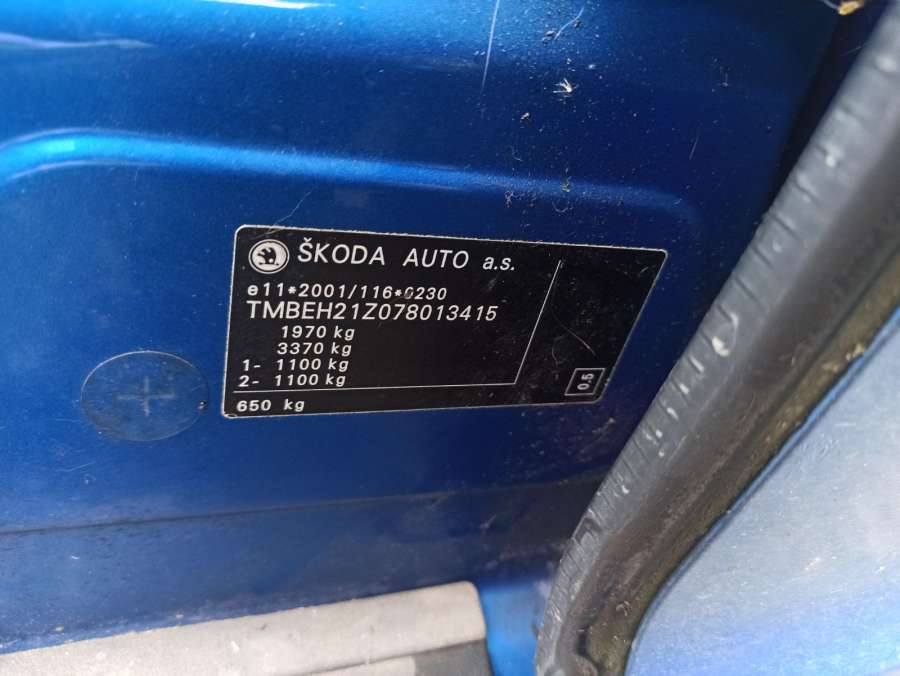 ŠKODA AUTO a.s.
e11*2001/116*0230
TMBEH21Z078013415
1970 kg
3370 kg
1- 1100 kg
2- 1100 kg
650 kg
0.5